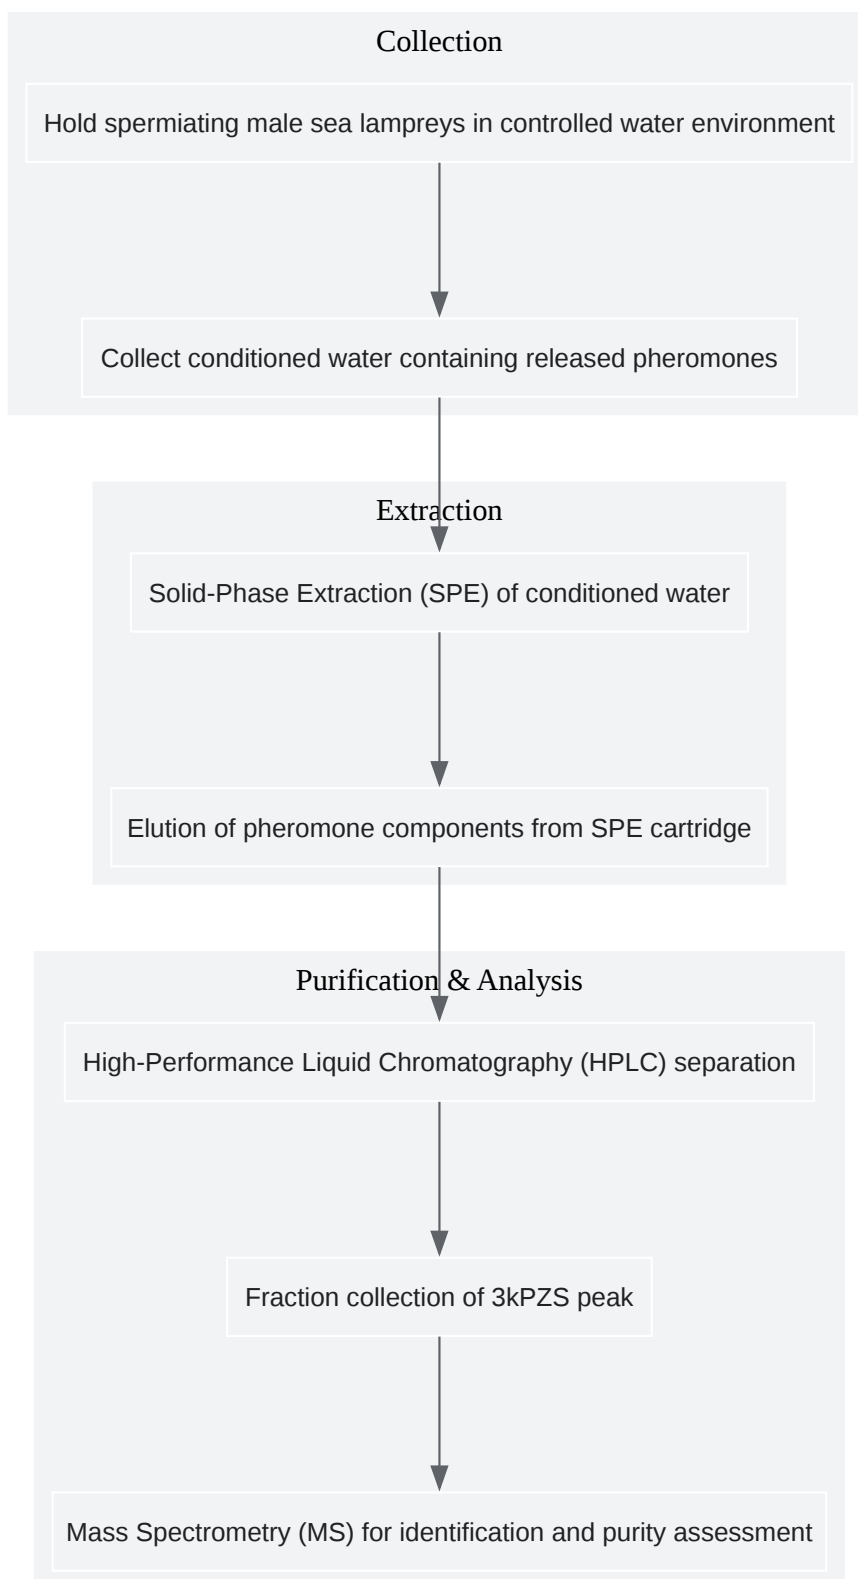 Collection
Hold spermiating male sea lampreys in controlled water environment
Collect conditioned water containing released pheromones
Extraction
Solid-Phase Extraction (SPE) of conditioned water
Elution of pheromone components from SPE cartridge
Purification & Analysis
High-Performance Liquid Chromatography (HPLC) separation
Fraction collection of 3kPZS peak
Mass Spectrometry (MS) for identification and purity assessment